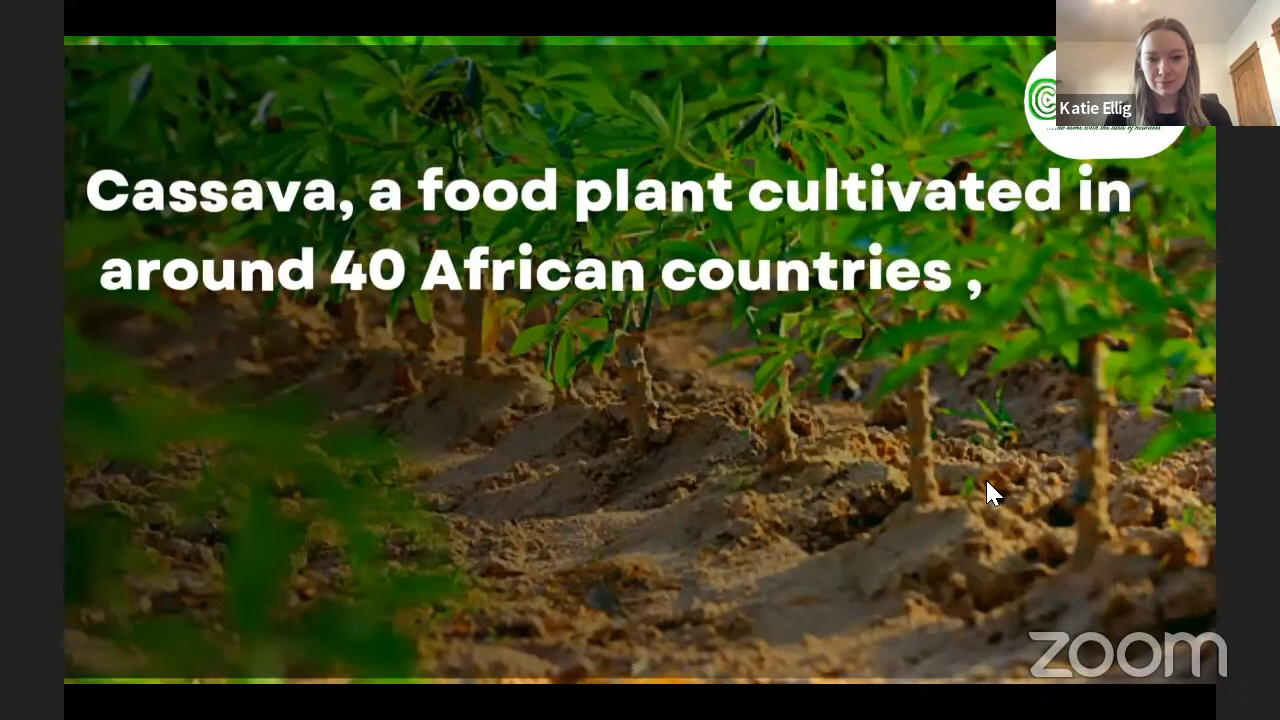 Katie Ellig
Cassava, a food plant cultivated in
around 40 African countries ,
zoom